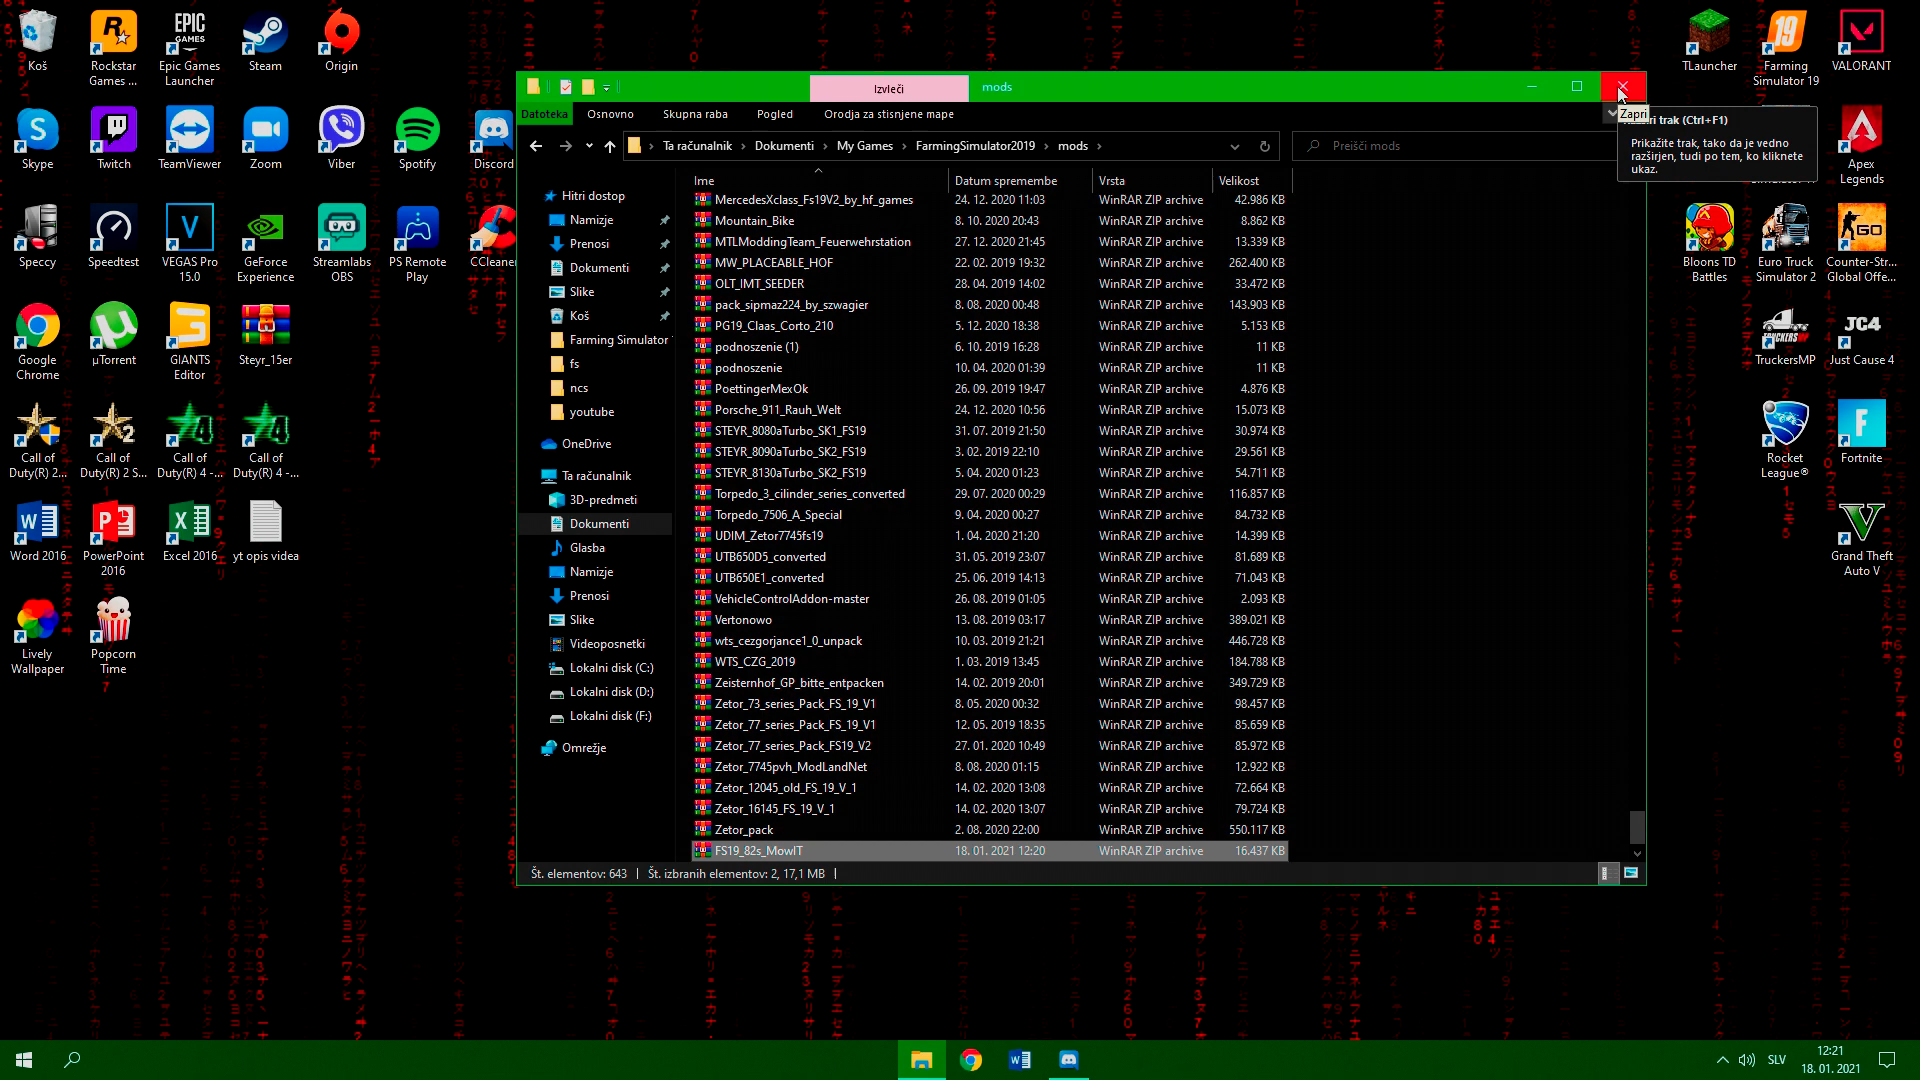 Koš
Rockstar
Games ...
Epic Games
Launcher
Steam
Origin
Skype
Twitch
TeamViewer
Zoom
Viber
Spotify
Discord
Speccy
Speedtest
VEGAS Pro
15.0
GeForce
Experience
Streamlabs
OBS
PS Remote
Play
CCleaner
Google
Chrome
µTorrent
GIANTS
Editor
Steyr_15er
Call of
Duty(R) 2...
Call of
Duty(R) 2 S...
Call of
Duty(R) 4 -...
Call of
Duty(R) 4 -...
Word 2016
PowerPoint
2016
Excel 2016
yt opis videa
Lively
Wallpaper
Popcorn
Time
Izvleči
mods
Datoteka
Osnovno
Skupna raba
Pogled
Orodja za stisnjene mape
Zapri
ri trak (Ctrl+F1)
Prikažite trak, tako da je vedno
razširjen, tudi po tem, ko kliknete
ukaz.
Ta računalnik
Dokumenti
My Games
FarmingSimulator2019
mods
Preišči mods
Hitri dostop
Namizje
Prenosi
Dokumenti
Slike
Koš
Farming Simulator
fs
ncs
youtube
OneDrive
Ta računalnik
3D-predmeti
Dokumenti
Glasba
Namizje
Prenosi
Slike
Videoposnetki
Lokalni disk (C:)
Lokalni disk (D:)
Lokalni disk (F:)
Omrežje
Ime Datum spremembe Vrsta Velikost
MercedesXclass_Fs19V2_by_hf_games 24. 12. 2020 11:03 WinRAR ZIP archive 42.986 KB
Mountain_Bike 8. 10. 2020 20:43 WinRAR ZIP archive 8.862 KB
MTLModdingTeam_Feuerwehrstation 27. 12. 2020 21:45 WinRAR ZIP archive 13.339 KB
MW_PLACEABLE_HOF 22. 02. 2019 19:32 WinRAR ZIP archive 262.400 KB
OLT_IMT_SEEDER 28. 04. 2019 14:02 WinRAR ZIP archive 33.472 KB
pack_sipmaz224_by_szwagier 8. 08. 2020 00:48 WinRAR ZIP archive 143.903 KB
PG19_Claas_Corto_210 5. 12. 2020 18:38 WinRAR ZIP archive 5.153 KB
podnoszenie (1) 6. 10. 2019 16:28 WinRAR ZIP archive 11 KB
podnoszenie 10. 04. 2020 01:39 WinRAR ZIP archive 11 KB
PoettingerMexOk 26. 09. 2019 19:47 WinRAR ZIP archive 4.876 KB
Porsche_911_Rauh_Welt 24. 12. 2020 10:56 WinRAR ZIP archive 15.073 KB
STEYR_8080aTurbo_SK1_FS19 31. 07. 2019 21:50 WinRAR ZIP archive 30.974 KB
STEYR_8090aTurbo_SK2_FS19 3. 02. 2019 22:10 WinRAR ZIP archive 29.561 KB
STEYR_8130aTurbo_SK2_FS19 5. 04. 2020 01:23 WinRAR ZIP archive 54.711 KB
Torpedo_3_cilinder_series_converted 29. 07. 2020 00:29 WinRAR ZIP archive 116.857 KB
Torpedo_7506_A_Special 9. 04. 2020 00:27 WinRAR ZIP archive 84.732 KB
UDIM_Zetor7745fs19 1. 04. 2020 21:20 WinRAR ZIP archive 14.399 KB
UTB650D5_converted 31. 05. 2019 23:07 WinRAR ZIP archive 81.689 KB
UTB650E1_converted 25. 06. 2019 14:13 WinRAR ZIP archive 71.043 KB
VehicleControlAddon-master 26. 08. 2019 01:05 WinRAR ZIP archive 2.093 KB
Vertonowo 13. 08. 2019 03:17 WinRAR ZIP archive 389.021 KB
wts_cezgorjance1_0_unpack 10. 03. 2019 21:21 WinRAR ZIP archive 446.728 KB
WTS_CZG_2019 1. 03. 2019 13:45 WinRAR ZIP archive 184.788 KB
Zeisternhof_GP_bitte_entpacken 14. 02. 2019 20:01 WinRAR ZIP archive 349.729 KB
Zetor_73_series_Pack_FS_19_V1 8. 05. 2020 00:32 WinRAR ZIP archive 98.457 KB
Zetor_77_series_Pack_FS_19_V1 12. 05. 2019 18:35 WinRAR ZIP archive 85.659 KB
Zetor_77_series_Pack_FS19_V2 27. 01. 2020 10:49 WinRAR ZIP archive 85.972 KB
Zetor_7745pvh_ModLandNet 8. 08. 2020 01:15 WinRAR ZIP archive 12.922 KB
Zetor_12045_old_FS_19_V_1 14. 02. 2020 13:08 WinRAR ZIP archive 72.664 KB
Zetor_16145_FS_19_V_1 14. 02. 2020 13:07 WinRAR ZIP archive 79.724 KB
Zetor_pack 2. 08. 2020 22:00 WinRAR ZIP archive 550.117 KB
FS19_82s_MowIT 18. 01. 2021 12:20 WinRAR ZIP archive 16.437 KB
Št. elementov: 643
Št. izbranih elementov: 2, 17,1 MB
TLauncher
Farming
Simulator 19
VALORANT
Apex
Legends
Bloons TD
Battles
Euro Truck
Simulator 2
Counter-Str...
Global Offe...
TruckersMP
Just Cause 4
Rocket
League®
Fortnite
Grand Theft
Auto V
SLV
12:21
18. 01. 2021